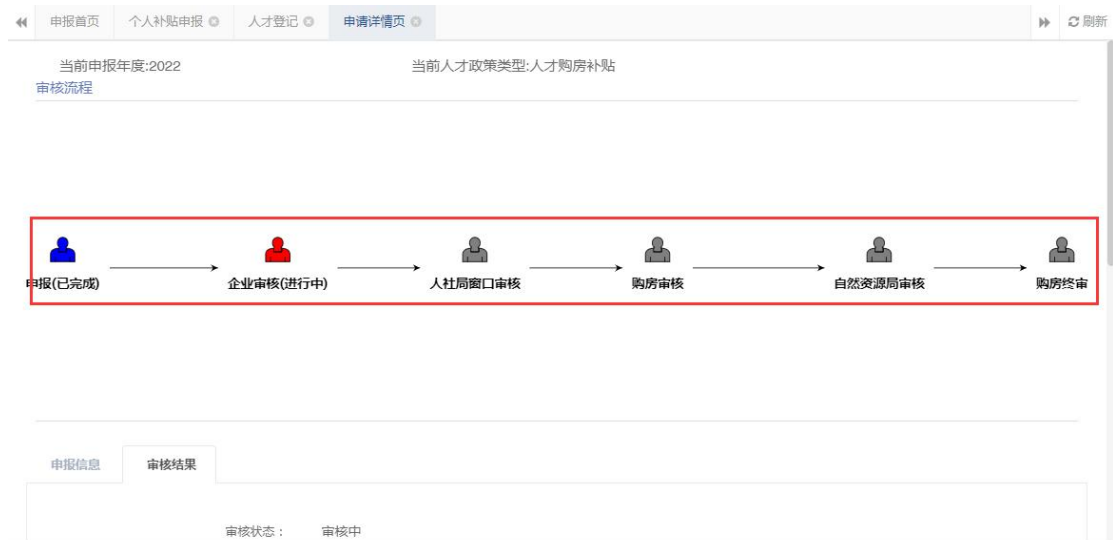 申报首页 个人补贴申报 人才登记 申请详情页 刷新
当前申报年度:2022 当前人才政策类型:人才购房补贴
审核流程
申报(已完成) 企业审核(进行中) 人社局窗口审核 购房审核 自然资源局审核 购房终审
申报信息 审核结果
审核状态： 审核中